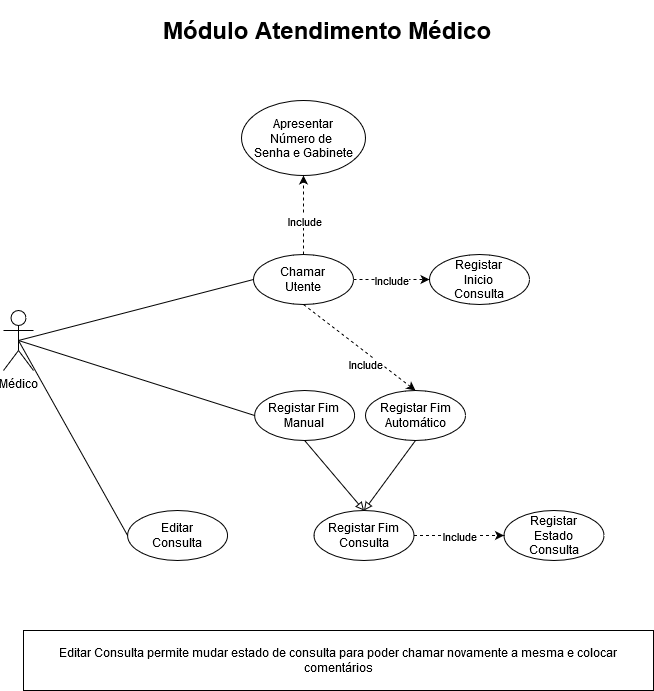 Módulo Atendimento Médico
Apresentar
Número de
Senha e Gabinete
Include
Chamar
Utente
Include
Registar
Inicio
Consulta
Include
Médico
Registar Fim
Manual
Registar Fim
Automático
Editar
Consulta
Registar Fim
Consulta
Include
Registar
Estado
Consulta
Editar Consulta permite mudar estado de consulta para poder chamar novamente a mesma e colocar
comentários